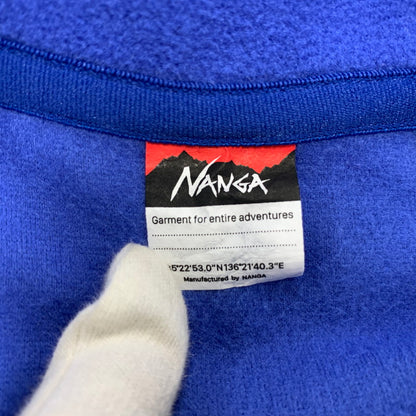 NANGA
Garment for entire adventures
5°22'53.0"N136°21'40.3"E
Manufactured by NANGA